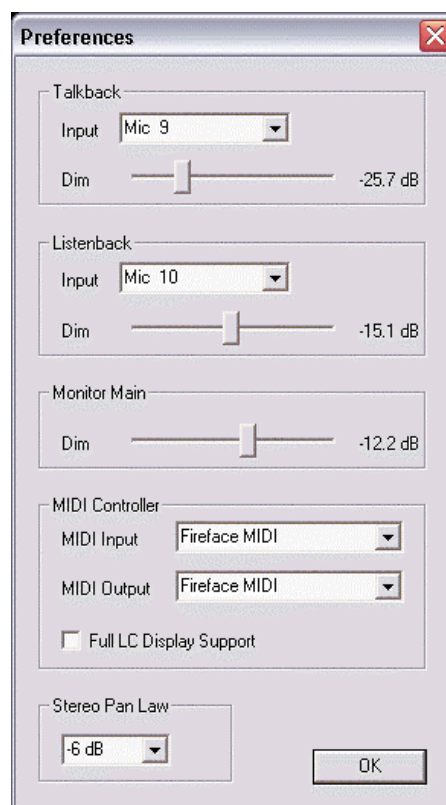 Preferences
Talkback
Input Mic 9
Dim -25.7 dB
Listenback
Input Mic 10
Dim -15.1 dB
Monitor Main
Dim -12.2 dB
MIDI Controller
MIDI Input Fireface MIDI
MIDI Output Fireface MIDI
Full LC Display Support
Stereo Pan Law
-6 dB
OK